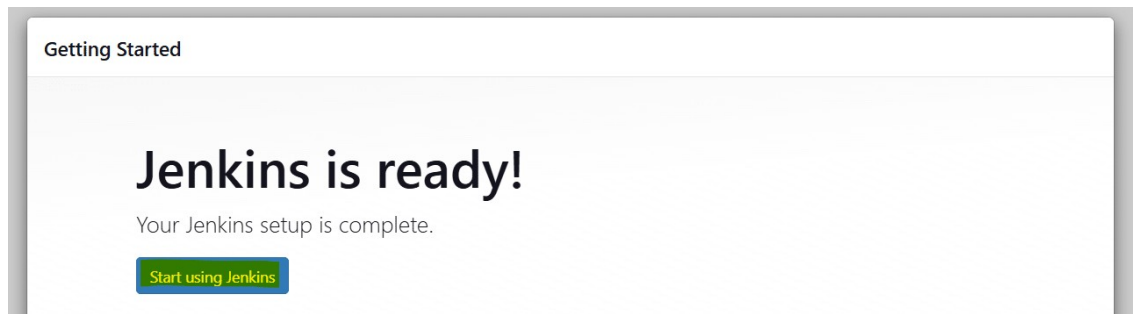 Getting Started
Jenkins is ready!
Your Jenkins setup is complete.
Start using Jenkins